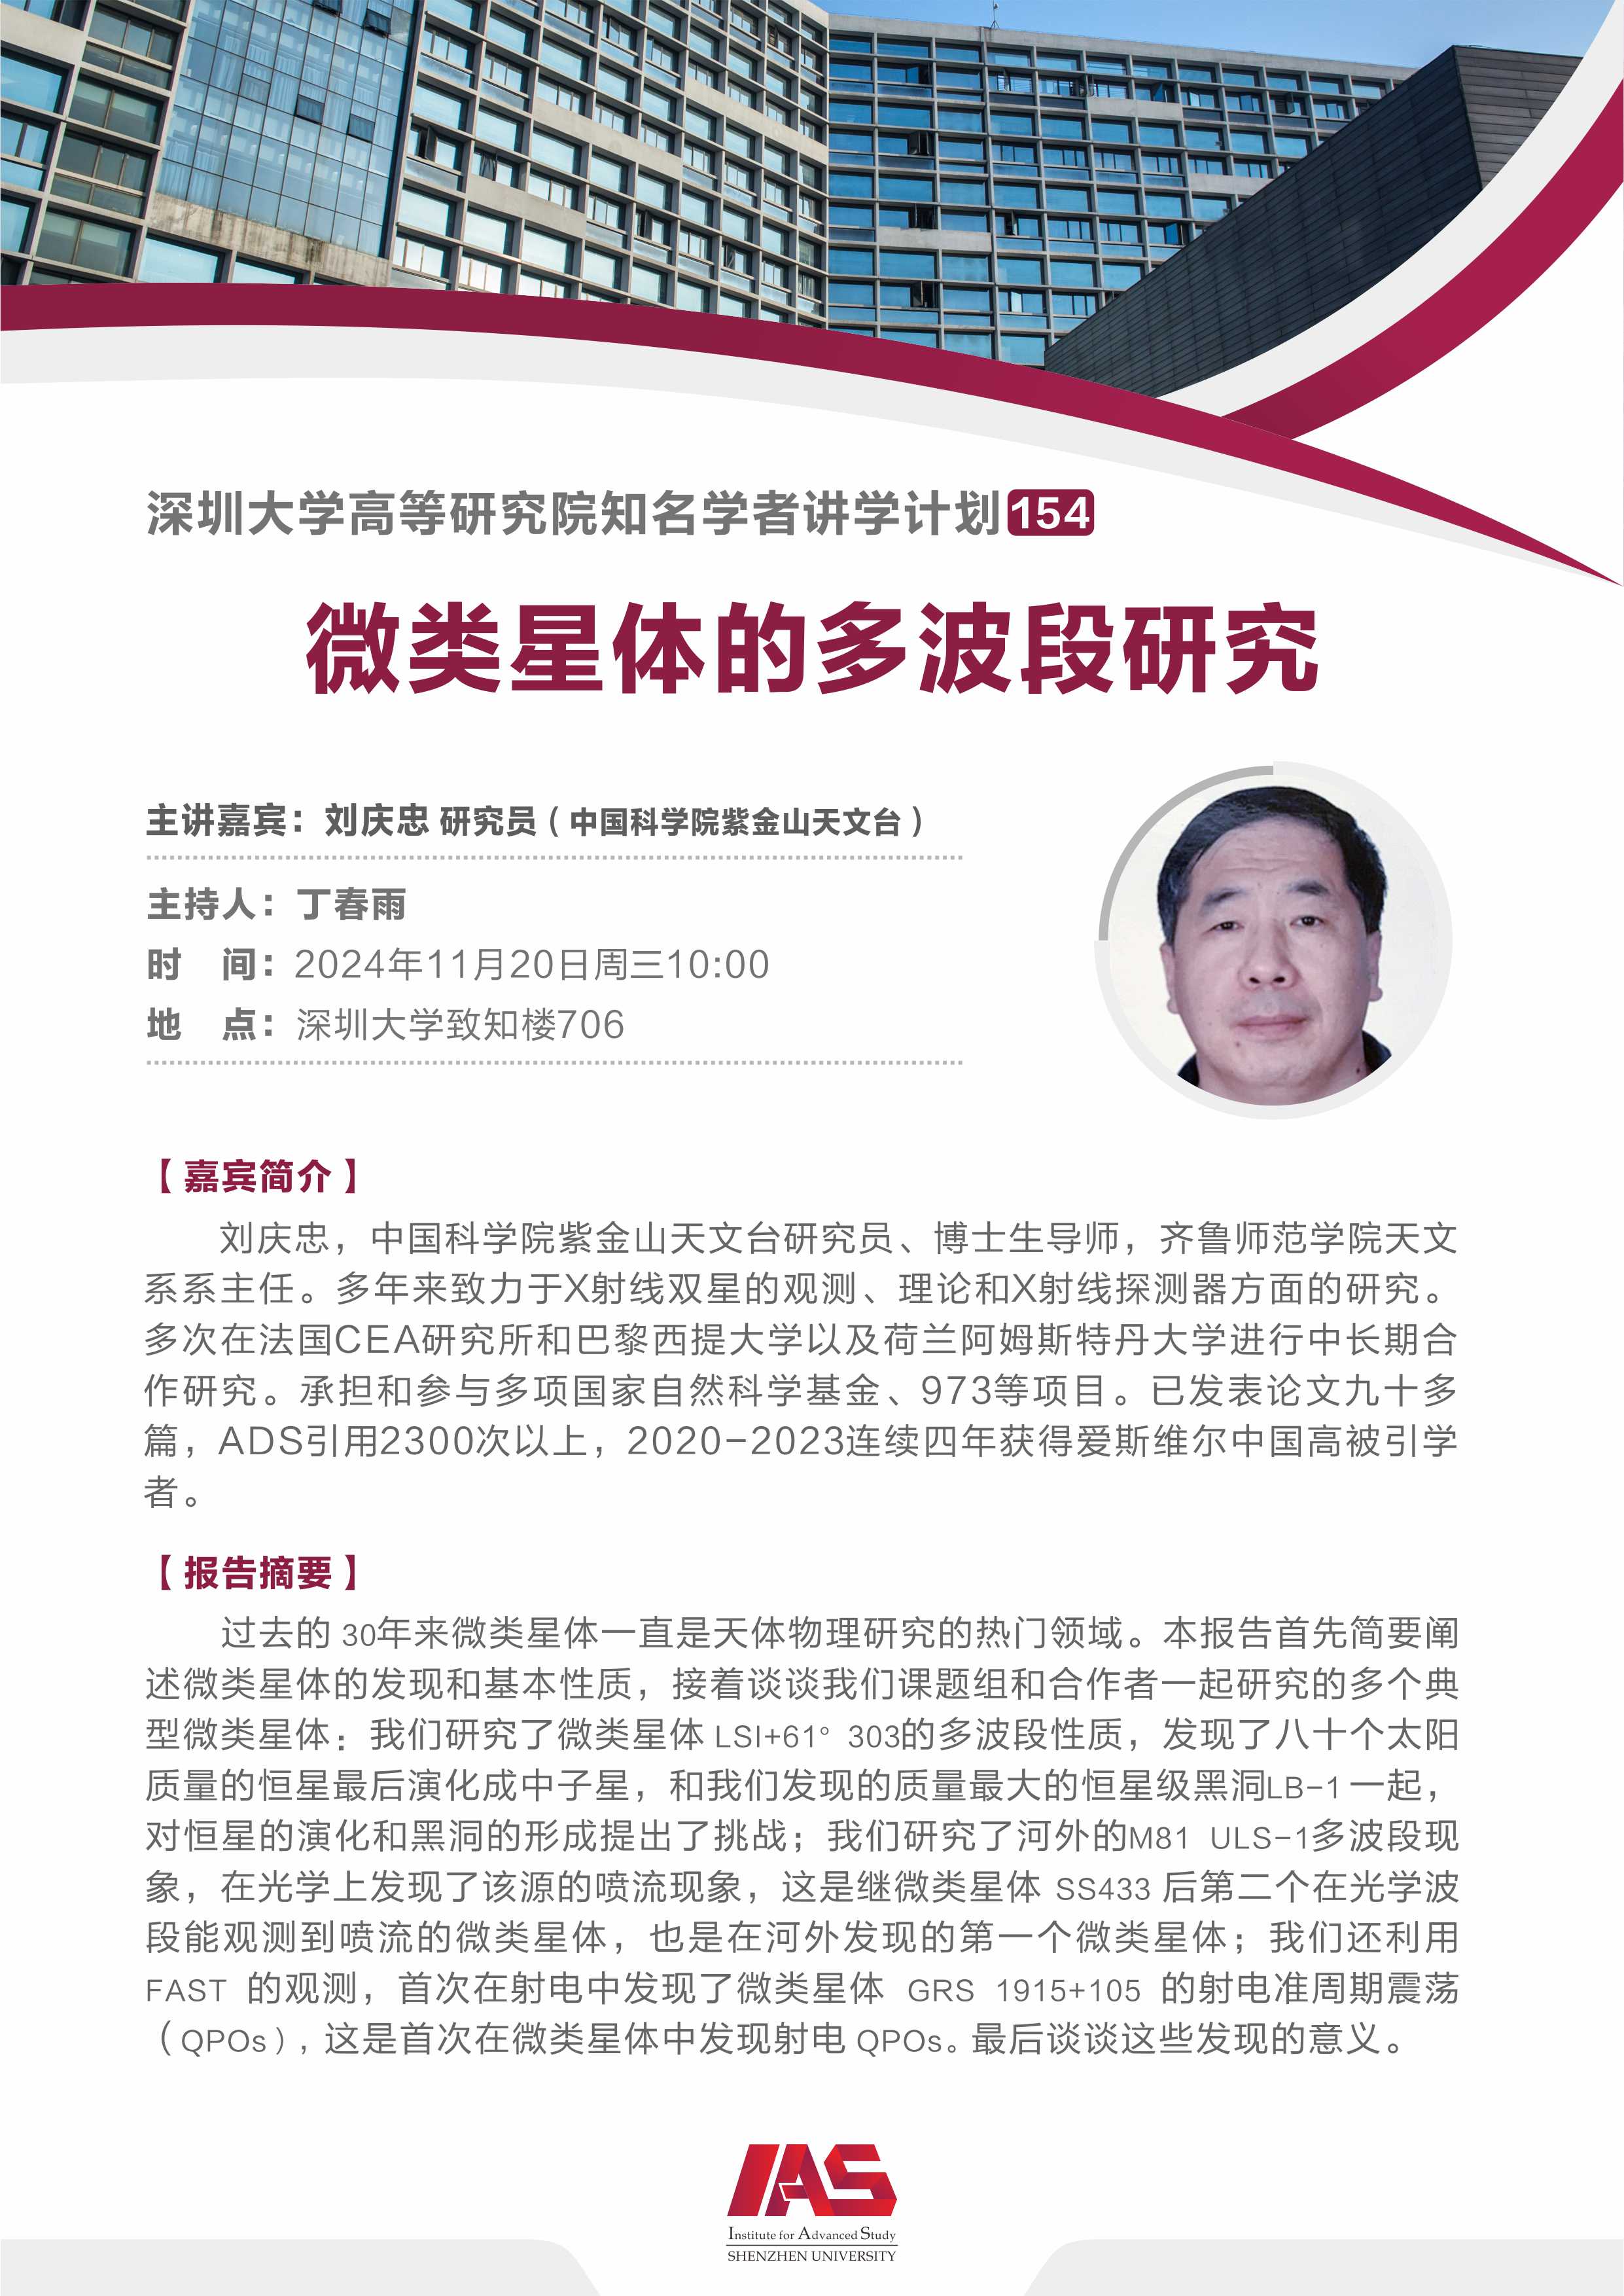 深圳大学高等研究院知名学者讲学计划154
微类星体的多波段研究
主讲嘉宾：刘庆忠 研究员（中国科学院紫金山天文台）
主持人：丁春雨
时 间：2024年11月20日周三10:00
地 点：深圳大学致知楼706
【嘉宾简介】
刘庆忠，中国科学院紫金山天文台研究员、博士生导师，齐鲁师范学院天文
系系主任。多年来致力于X射线双星的观测、理论和X射线探测器方面的研究。
多次在法国CEA研究所和巴黎西提大学以及荷兰阿姆斯特丹大学进行中长期合
作研究。承担和参与多项国家自然科学基金、973等项目。已发表论文九十多
篇，ADS引用2300次以上，2020-2023连续四年获得爱斯维尔中国高被引学
者。
【报告摘要】
过去的 30年来微类星体一直是天体物理研究的热门领域。本报告首先简要阐
述微类星体的发现和基本性质，接着谈谈我们课题组和合作者一起研究的多个典
型微类星体：我们研究了微类星体 LSI+61° 303的多波段性质，发现了八十个太阳
质量的恒星最后演化成中子星，和我们发现的质量最大的恒星级黑洞LB-1 一起，
对恒星的演化和黑洞的形成提出了挑战；我们研究了河外的M81 ULS-1多波段现
象，在光学上发现了该源的喷流现象，这是继微类星体 SS433 后第二个在光学波
段能观测到喷流的微类星体，也是在河外发现的第一个微类星体；我们还利用
FAST 的观测，首次在射电中发现了微类星体 GRS 1915+105 的射电准周期震荡
（QPOs），这是首次在微类星体中发现射电 QPOs。最后谈谈这些发现的意义。
IAS
Institute for Advanced Study
SHENZHEN UNIVERSITY